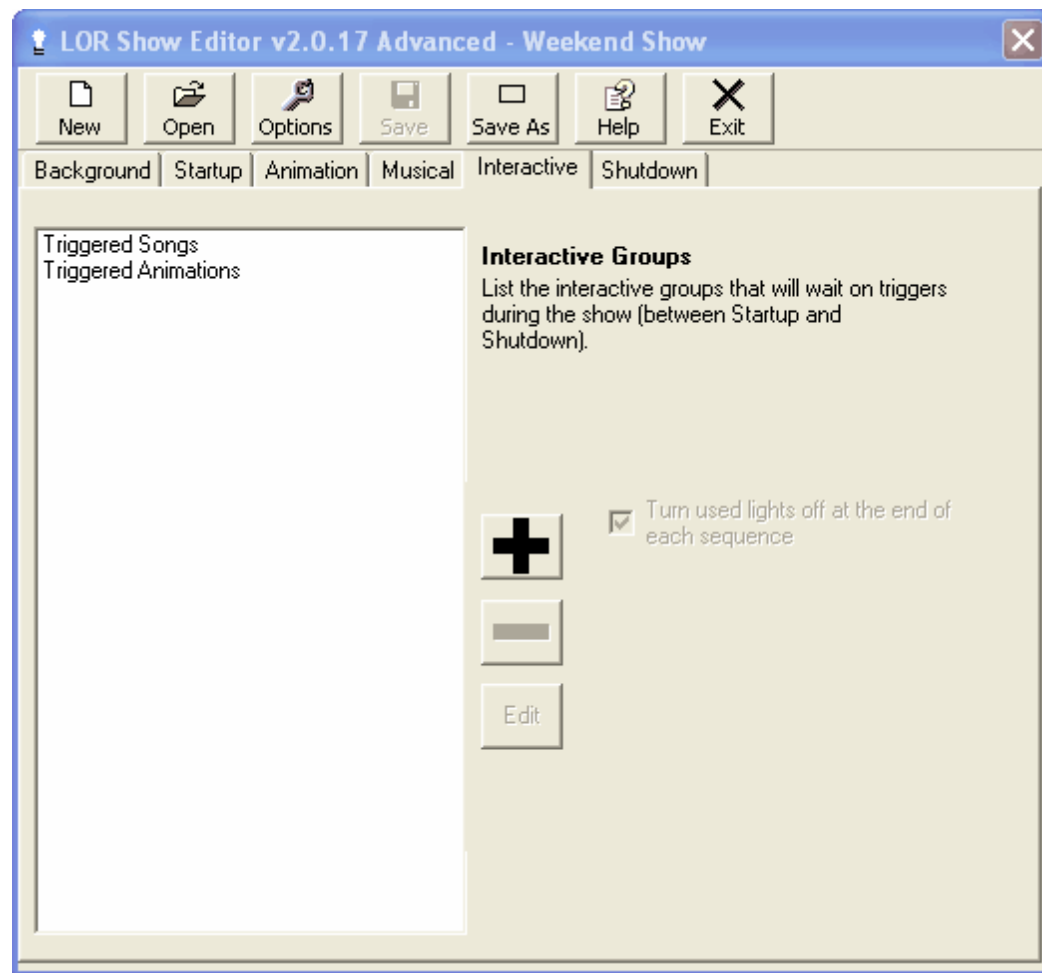 LOR Show Editor v2.0.17 Advanced - Weekend Show
New Open Options Save Save As Help Exit
Background Startup Animation Musical Interactive Shutdown
Triggered Songs
Triggered Animations
Interactive Groups
List the interactive groups that will wait on triggers
during the show (between Startup and
Shutdown).
Turn used lights off at the end of
each sequence
Edit